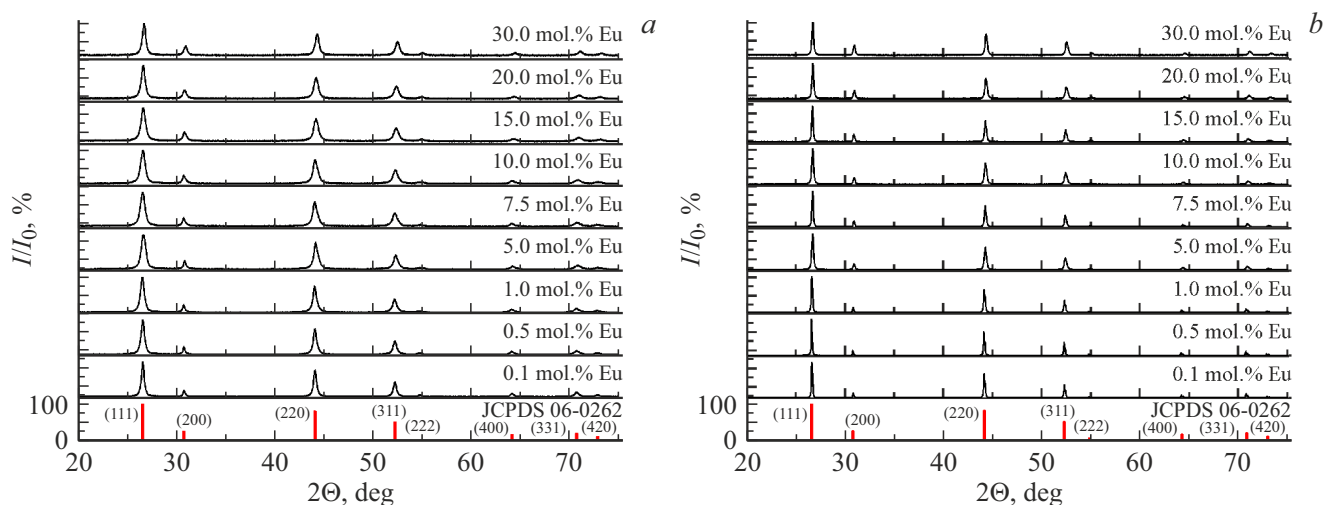 a
30.0 mol.% Eu
20.0 mol.% Eu
15.0 mol.% Eu
10.0 mol.% Eu
7.5 mol.% Eu
5.0 mol.% Eu
1.0 mol.% Eu
0.5 mol.% Eu
0.1 mol.% Eu
JCPDS 06-0262
I/I0, %
100
0
(111)
(200)
(220)
(311)
(222)
(400)
(331)
(420)
20 30 40 50 60 70
2Θ, deg
b
30.0 mol.% Eu
20.0 mol.% Eu
15.0 mol.% Eu
10.0 mol.% Eu
7.5 mol.% Eu
5.0 mol.% Eu
1.0 mol.% Eu
0.5 mol.% Eu
0.1 mol.% Eu
JCPDS 06-0262
I/I0, %
100
0
(111)
(200)
(220)
(311)
(222)
(400)
(331)
(420)
20 30 40 50 60 70
2Θ, deg